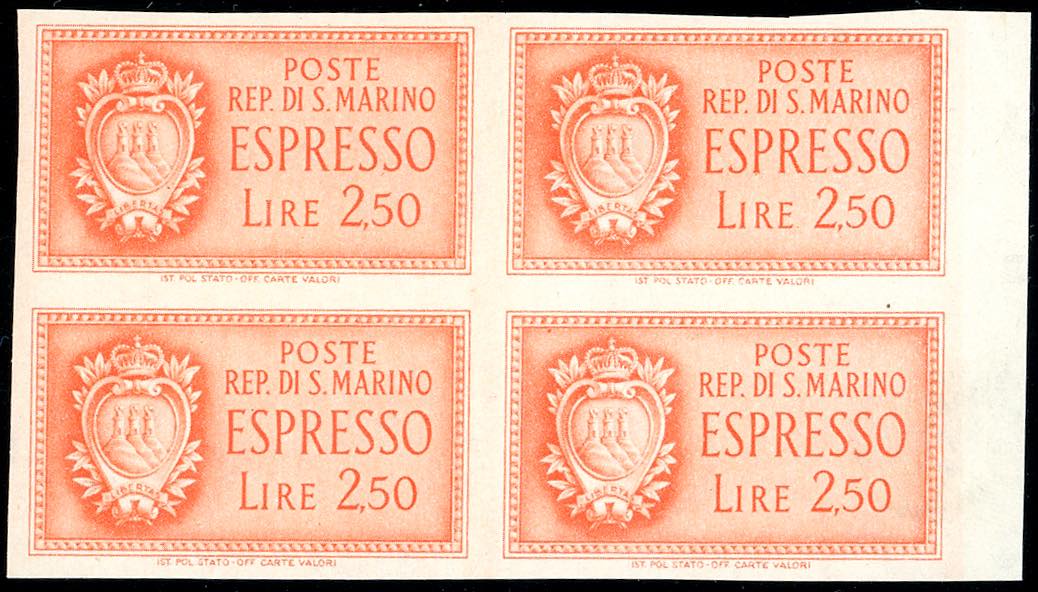 POSTE
REP. DI S. MARINO
ESPRESSO
LIRE 2,50
LIBERTAS
IST. POL. STATO - OFF. CARTE VALORI
POSTE
REP. DI S. MARINO
ESPRESSO
LIRE 2,50
LIBERTAS
IST. POL. STATO - OFF. CARTE VALORI
POSTE
REP. DI S. MARINO
ESPRESSO
LIRE 2,50
LIBERTAS
IST. POL. STATO - OFF. CARTE VALORI
POSTE
REP. DI S. MARINO
ESPRESSO
LIRE 2,50
LIBERTAS
IST. POL. STATO - OFF. CARTE VALORI